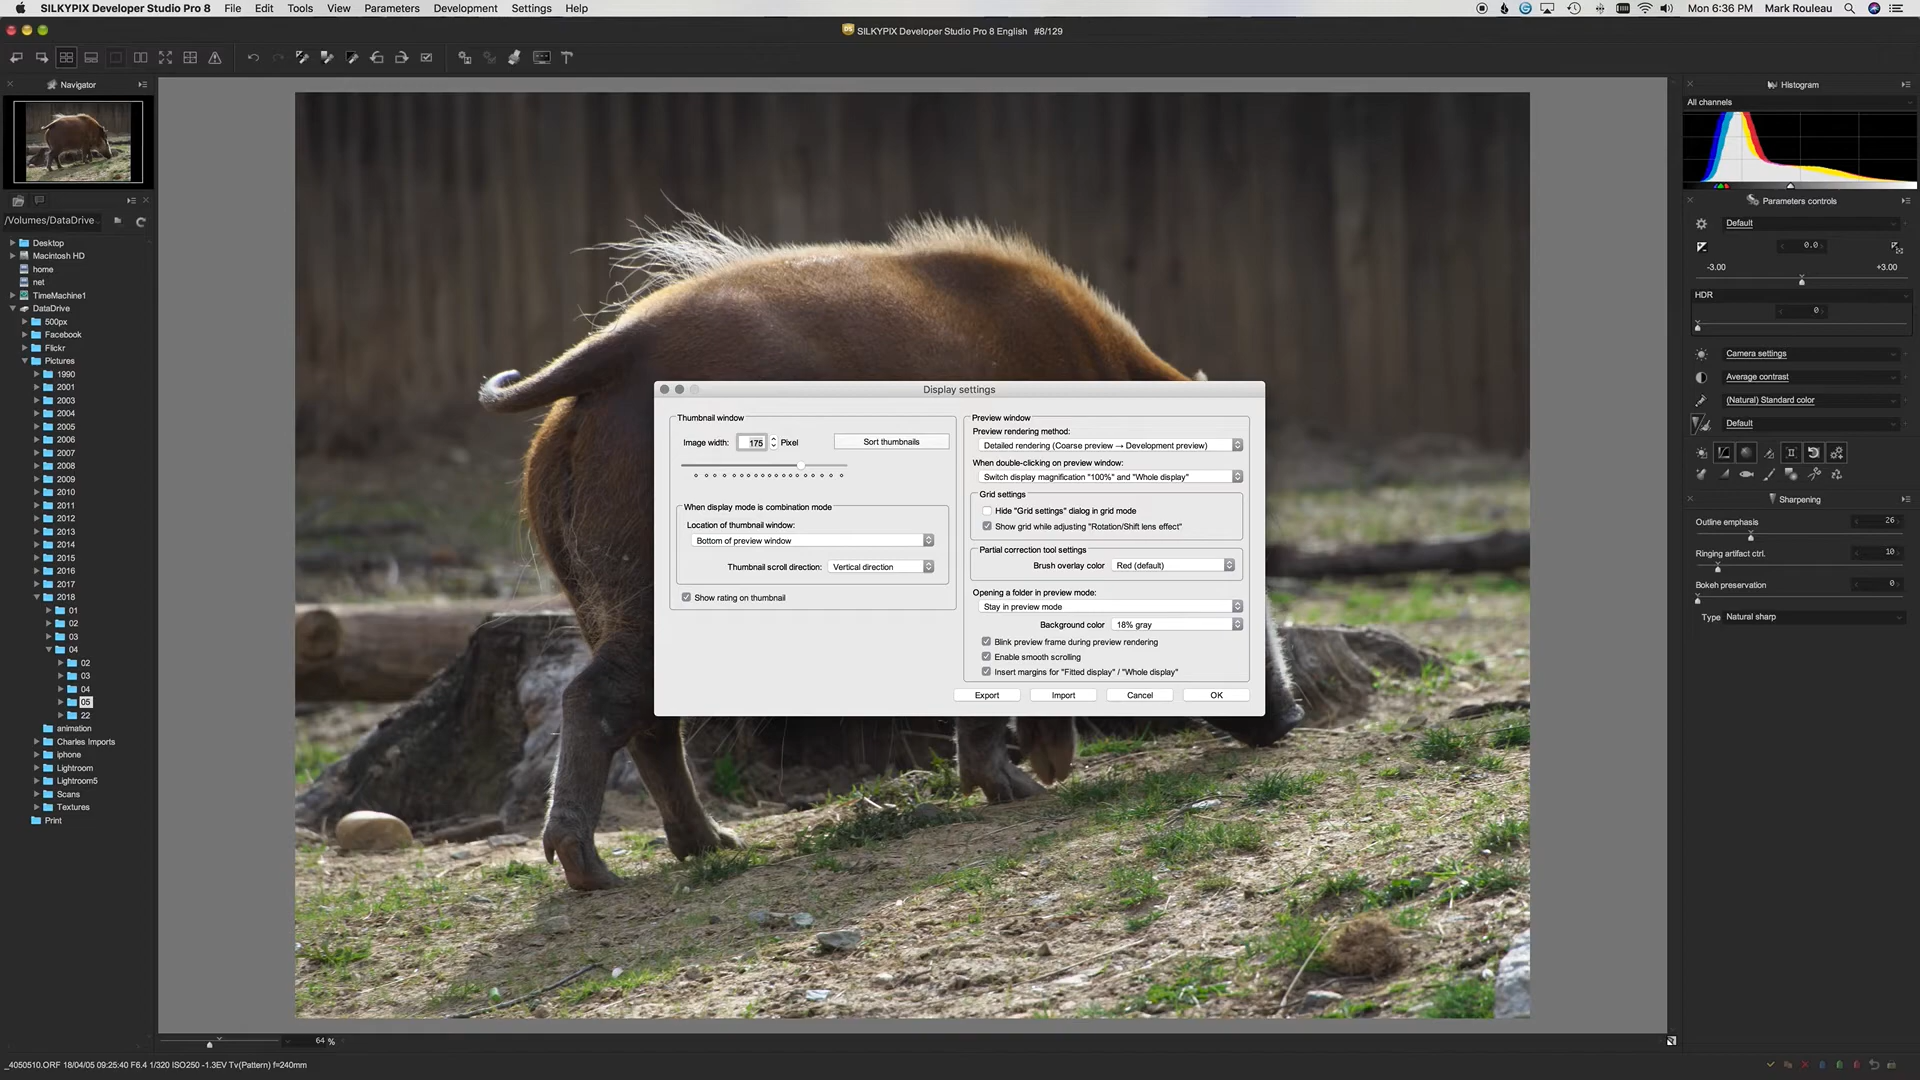 SILKYPIX Developer Studio Pro 8 File Edit Tools View Parameters Development Settings Help
Mon 6:36 PM Mark Rouleau
SILKYPIX Developer Studio Pro 8 English #8/129
Navigator
/Volumes/DataDrive
Desktop
Macintosh HD
home
net
TimeMachine1
DataDrive
500px
Facebook
Flickr
Pictures
1990
2001
2003
2004
2005
2006
2007
2008
2009
2010
2011
2012
2013
2014
2015
2016
2017
2018
01
02
03
04
02
03
04
05
22
animation
Charles Imports
iphone
Lightroom
Lightroom5
Scans
Textures
Print
Display settings
Thumbnail window
Image width: 175 Pixel
Sort thumbnails
When display mode is combination mode
Location of thumbnail window:
Bottom of preview window
Thumbnail scroll direction: Vertical direction
Show rating on thumbnail
Preview window
Preview rendering method:
Detailed rendering (Coarse preview → Development preview)
When double-clicking on preview window:
Switch display magnification "100%" and "Whole display"
Grid settings
Hide "Grid settings" dialog in grid mode
Show grid while adjusting "Rotation/Shift lens effect"
Partial correction tool settings
Brush overlay color Red (default)
Opening a folder in preview mode:
Stay in preview mode
Background color 18% gray
Blink preview frame during preview rendering
Enable smooth scrolling
Insert margins for "Fitted display" / "Whole display"
Export Import Cancel OK
Histogram
All channels
Parameters controls
Default
0.0
-3.00 +3.00
HDR
0
Camera settings
Average contrast
(Natural) Standard color
Default
Sharpening
Outline emphasis 26
Ringing artifact ctrl. 10
Bokeh preservation 0
Type Natural sharp
64 %
_4050510.ORF 18/04/05 09:25:40 F6.4 1/320 ISO250 -1.3EV Tv(Pattern) f=240mm